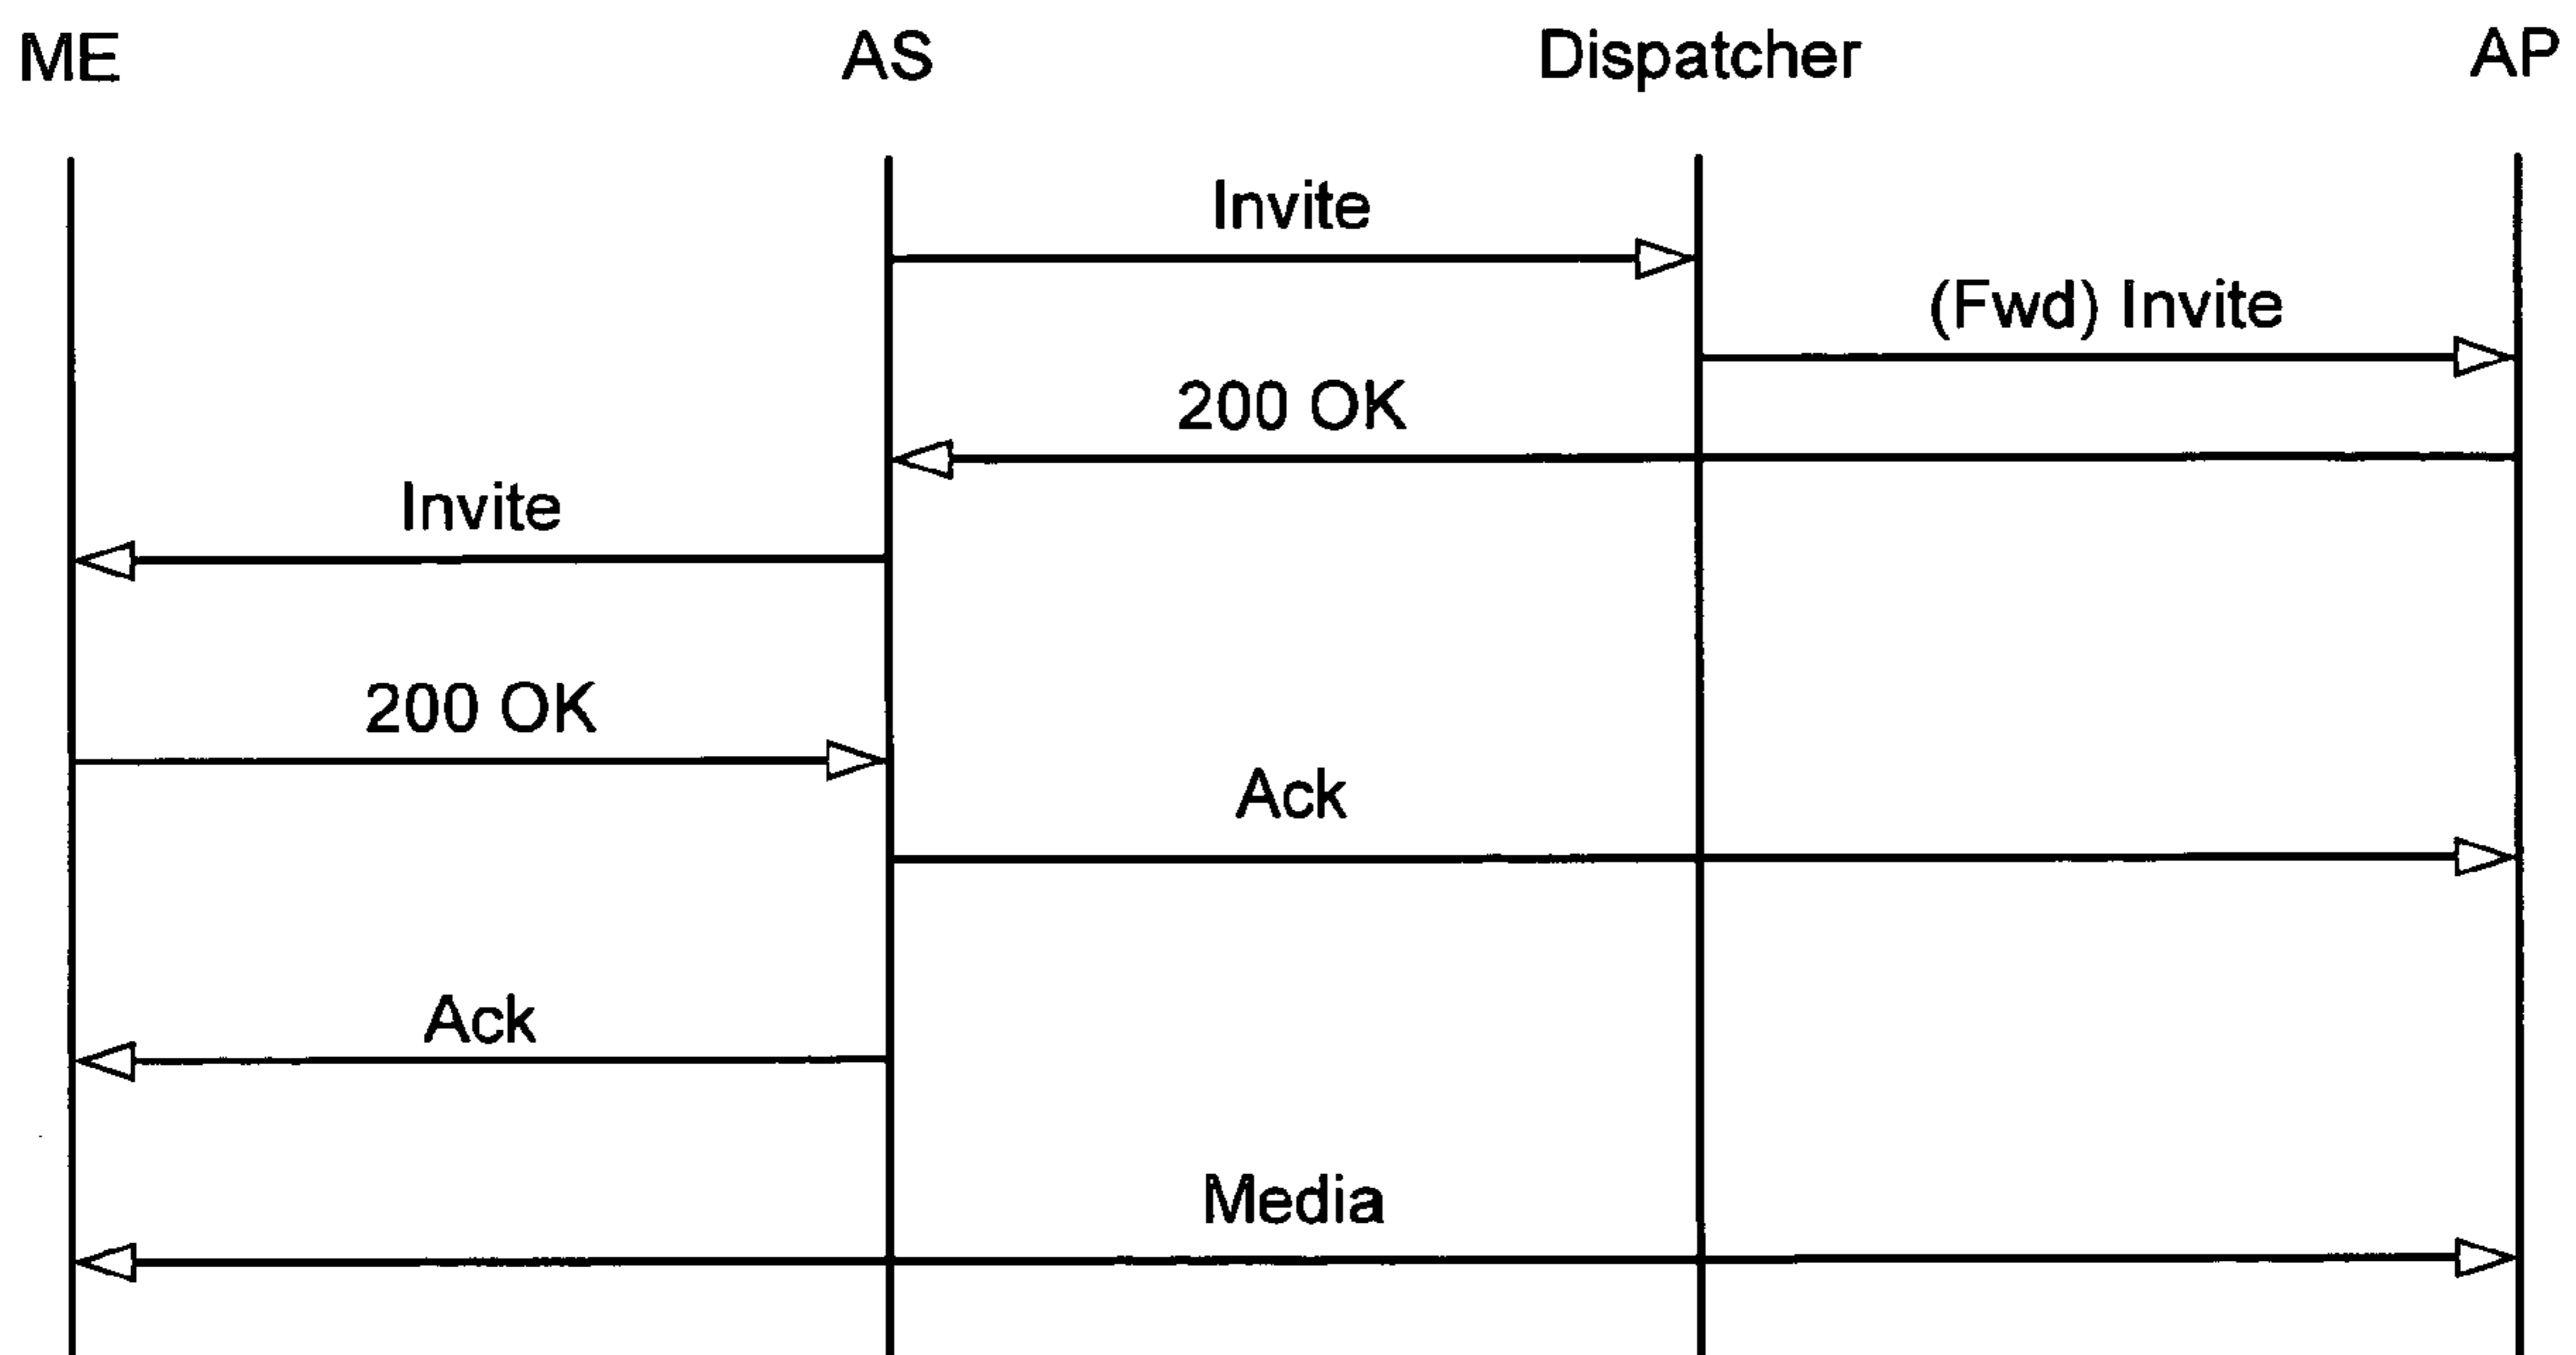 ME AS Dispatcher AP
Invite
(Fwd) Invite
200 OK
Invite
200 OK
Ack
Ack
Media